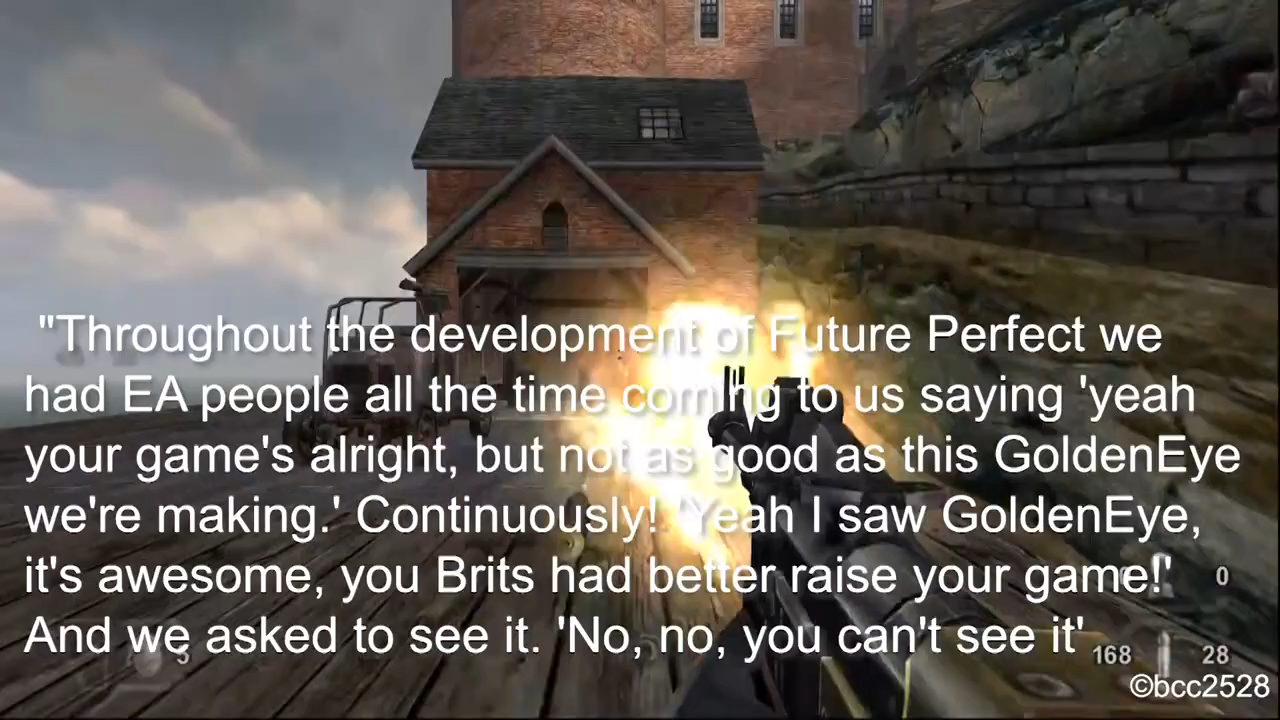 "Throughout the development of Future Perfect we
had EA people all the time coming to us saying 'yeah
your game's alright, but not as good as this GoldenEye
we're making.' Continuously! 'Yeah I saw GoldenEye,
it's awesome, you Brits had better raise your game!'
And we asked to see it. 'No, no, you can't see it'
0
5
168 28
©bcc2528